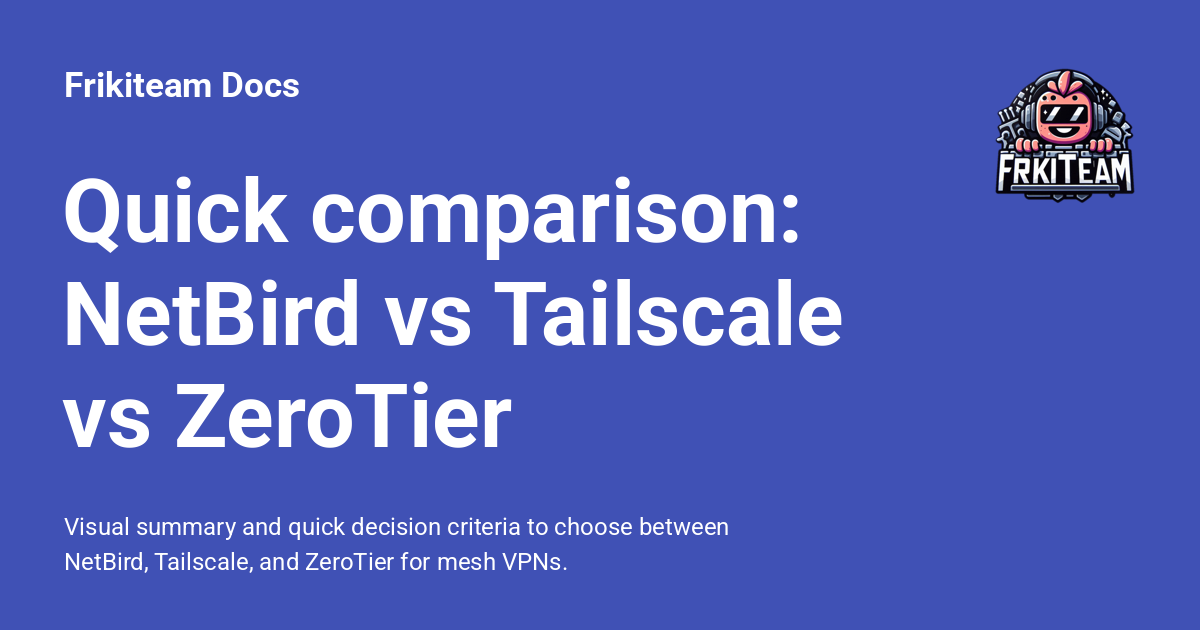 Frikiteam Docs
FRKITEAM
Quick comparison:
NetBird vs Tailscale
vs ZeroTier
Visual summary and quick decision criteria to choose between
NetBird, Tailscale, and ZeroTier for mesh VPNs.